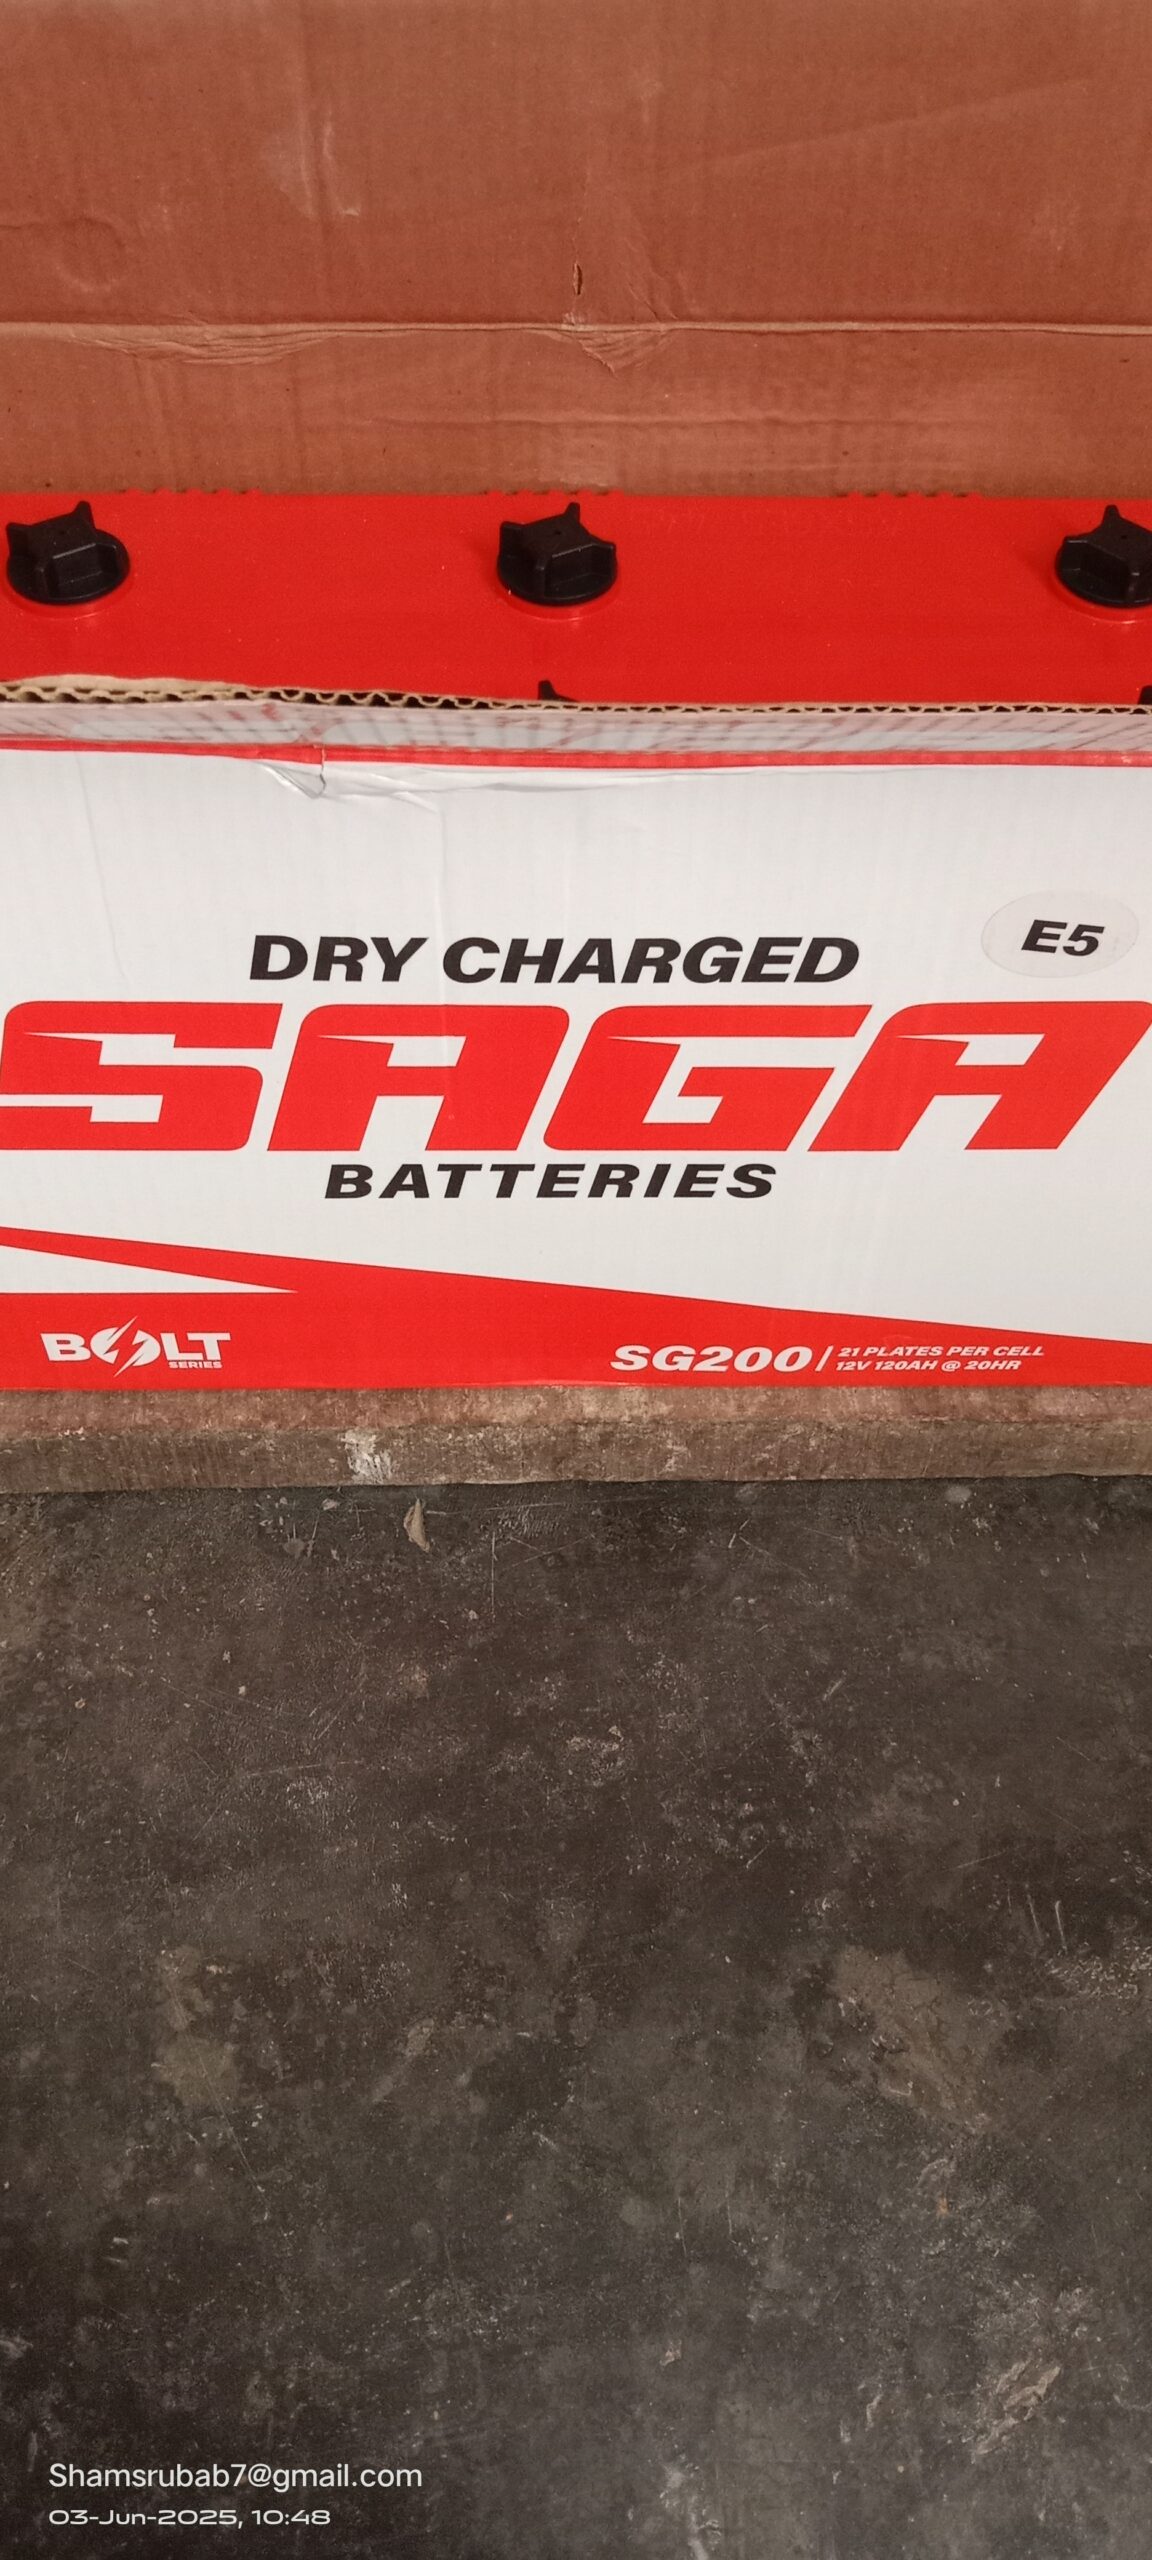 DRY CHARGED
E5
SAGA
BATTERIES
BOLT
SERIES
SG200 | 21 PLATES PER CELL
12V 120AH @ 20HR
Shamsrubab7@gmail.com
03-Jun-2025, 10:48